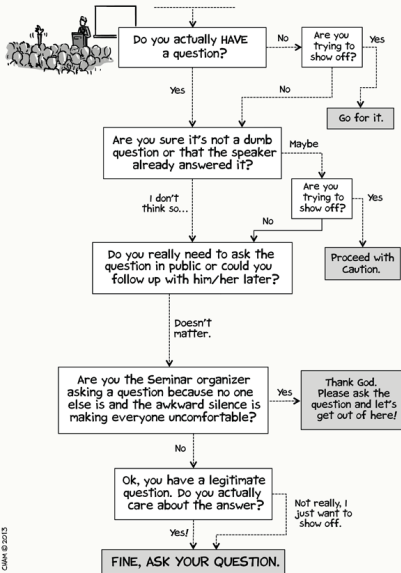 Do you actually HAVE
a question?
No
Are you
trying to
show off?
Yes
Yes
No
Go for it.
Are you sure it's not a dumb
question or that the speaker
already answered it?
Maybe
I don't
think so...
Are you
trying to
show off?
Yes
No
Proceed with
Caution.
Do you really need to ask the
question in public or could you
follow up with him/her later?
Doesn't
matter.
Are you the Seminar organizer
asking a question because no one
else is and the awkward silence is
making everyone uncomfortable?
Yes
Thank God.
Please ask the
question and let's
get out of here!
No
Ok, you have a legitimate
question. Do you actually
care about the answer?
Not really, I
just want to
show off.
Yes!
FINE, ASK YOUR QUESTION.
CHAM © 2013